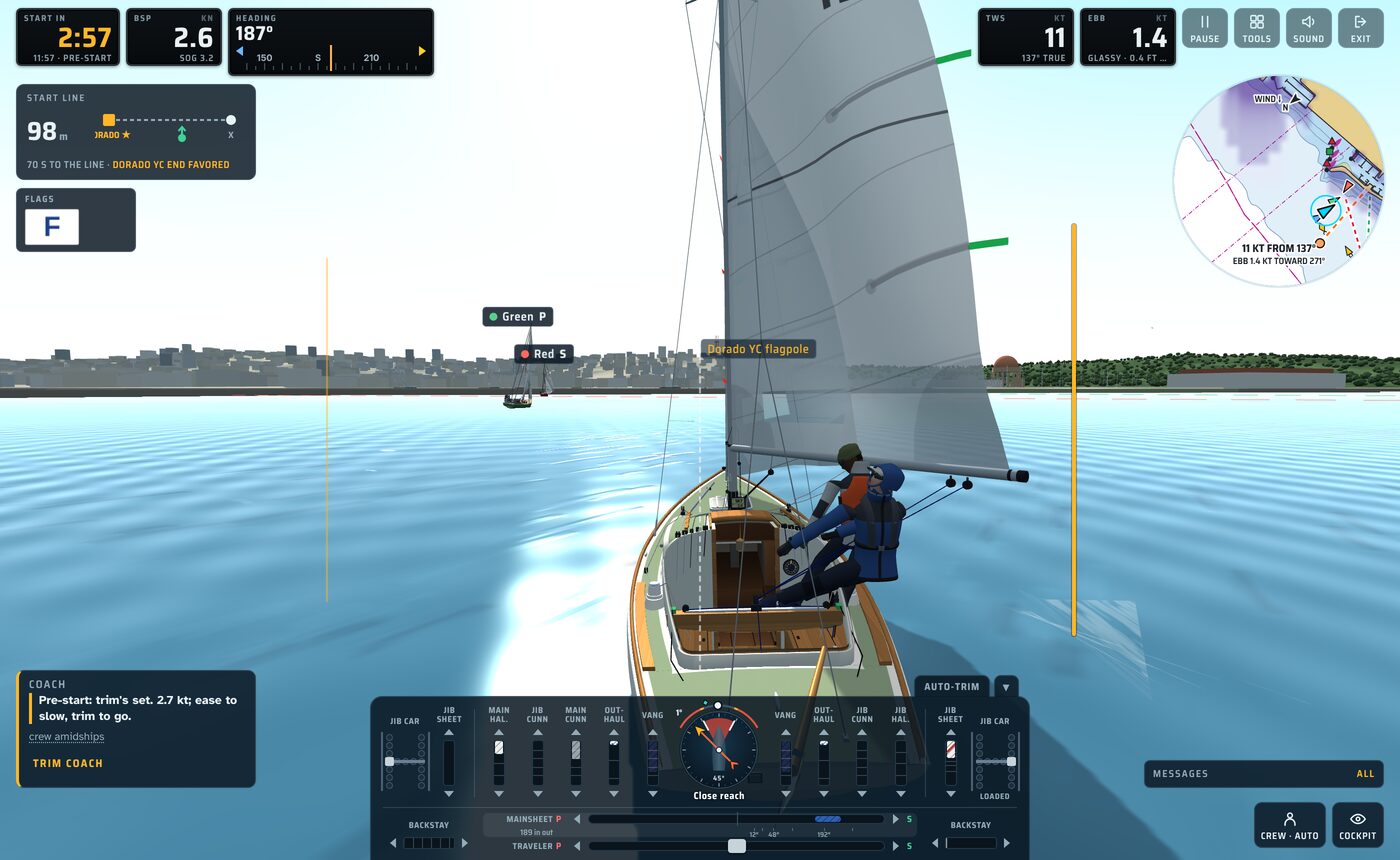 START IN
2:57
11:57 · PRE-START
BSP KN
2.6
SOG 3.2
HEADING
187°
150 S 210
TWS KT
11
137° TRUE
EBB KT
1.4
GLASSY · 0.4 FT ...
PAUSE
TOOLS
SOUND
EXIT
START LINE
98 m
ORADO ★ X
70 S TO THE LINE · DORADO YC END FAVORED
FLAGS
F
WIND
N
11 KT FROM 137°
EBB 1.4 KT TOWARD 271°
Green P
Red S
Dorado YC flagpole
COACH
Pre-start: trim's set. 2.7 kt; ease to
slow, trim to go.
crew amidships
TRIM COACH
AUTO-TRIM ▼
JIB CAR
JIB SHEET
MAIN HAL.
JIB CUNN
MAIN CUNN
OUT-HAUL
VANG
1°
45°
Close reach
VANG
OUT-HAUL
JIB CUNN
JIB HAL.
JIB SHEET
JIB CAR
LOADED
BACKSTAY
MAINSHEET P S
189 in out
12" 48" 192"
TRAVELER P S
BACKSTAY
MESSAGES ALL
CREW · AUTO
COCKPIT